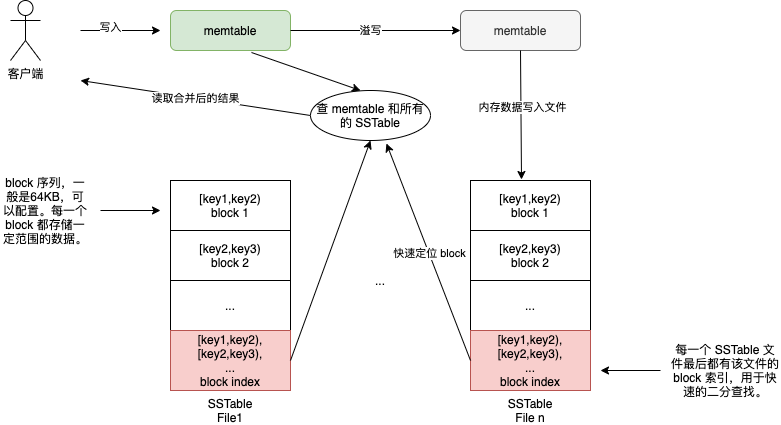 写入
memtable
溢写
memtable
客户端
读取合并后的结果
查 memtable 和所有
的 SSTable
内存数据写入文件
block 序列，一
般是64KB，可
以配置。每一个
block 都存储一
定范围的数据。
[key1,key2)
block 1
[key2,key3)
block 2
...
[key1,key2),
[key2,key3),
...
block index
SSTable
File1
快速定位 block
...
[key1,key2)
block 1
[key2,key3)
block 2
...
[key1,key2),
[key2,key3),
...
block index
SSTable
File n
每一个 SSTable 文
件最后都有该文件的
block 索引，用于快
速的二分查找。